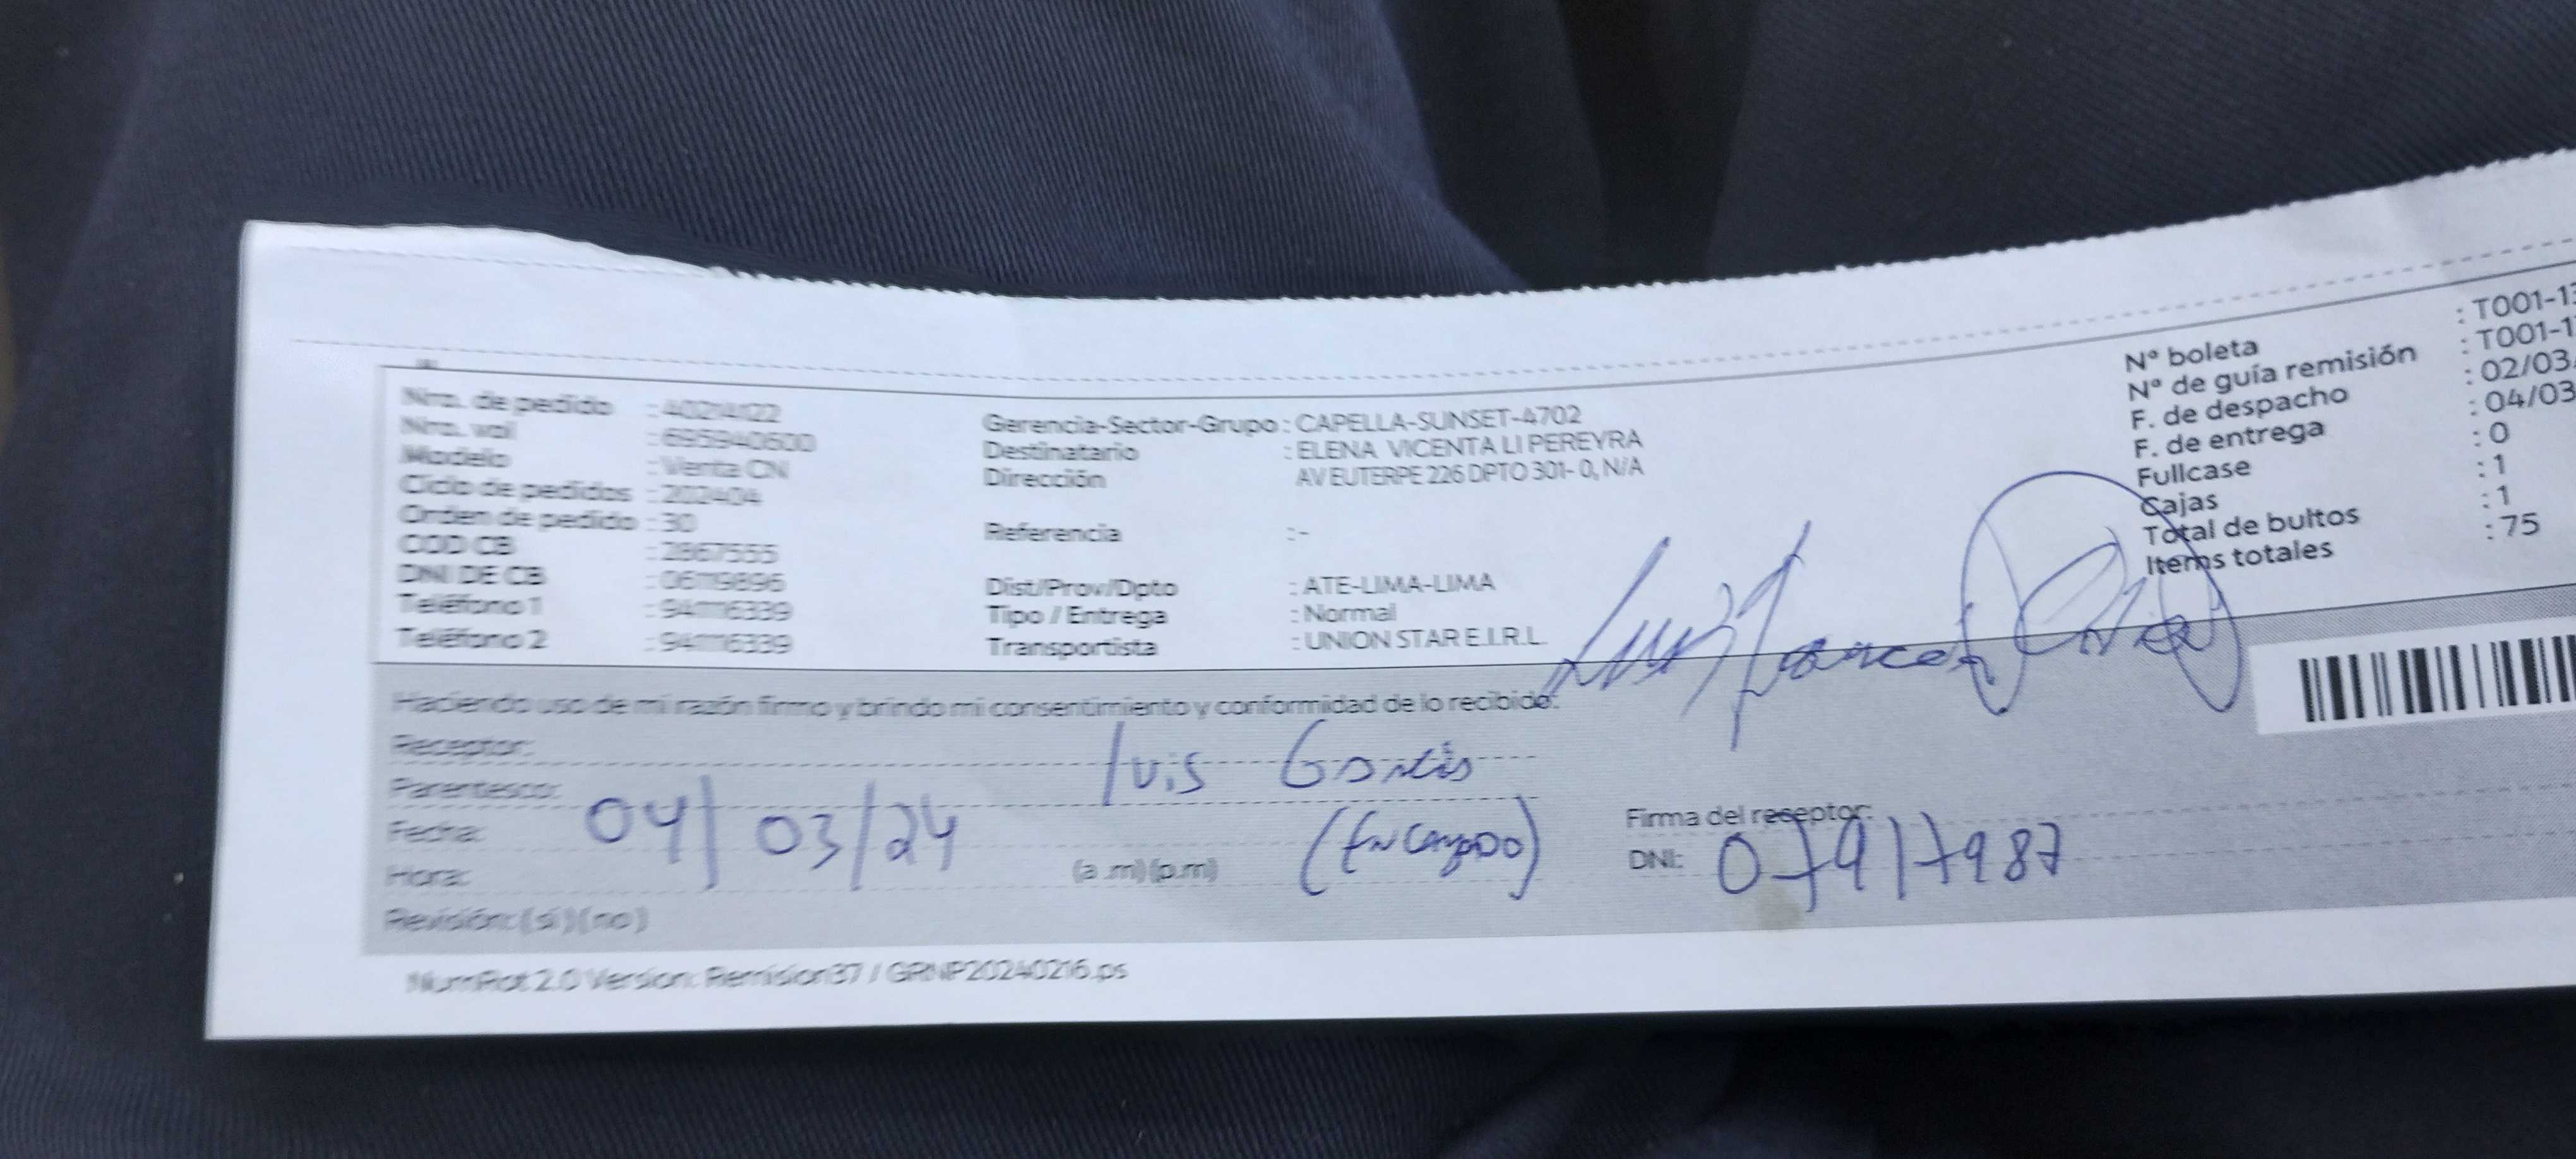 Nro. de pedido : 40214122
Nro. val : 695940600
Modelo : Venta CN
Ciclo de pedidos : 202404
Orden de pedido : 30
COD CB : 2867555
DNI DE CB : 06119896
Teléfono 1 : 941116339
Teléfono 2 : 941116339
Gerencia-Sector-Grupo : CAPELLA-SUNSET-4702
Destinatario : ELENA VICENTA LI PEREYRA
Dirección AV EUTERPE 226 DPTO 301- 0, N/A
Referencia : -
Dist/Prov/Dpto : ATE-LIMA-LIMA
Tipo / Entrega : Normal
Transportista : UNION STAR E.I.R.L.
N° boleta : T001-13
N° de guía remisión : T001-1
F. de despacho : 02/03
F. de entrega : 04/03
Fullcase : 0
Cajas : 1
Total de bultos : 1
Items totales : 75
Haciendo uso de mi razón firmo y brindo mi consentimiento y conformidad de lo recibido:
Receptor: luis
Parentesco:
Fecha: 04/03/24
Hora: (a .m) (p.m)
Revisión: ( sí ) ( no )
Firma del receptor:
DNI: 07917987
NumRot 2.0 Version: Remision37 / GRNP20240216.ps